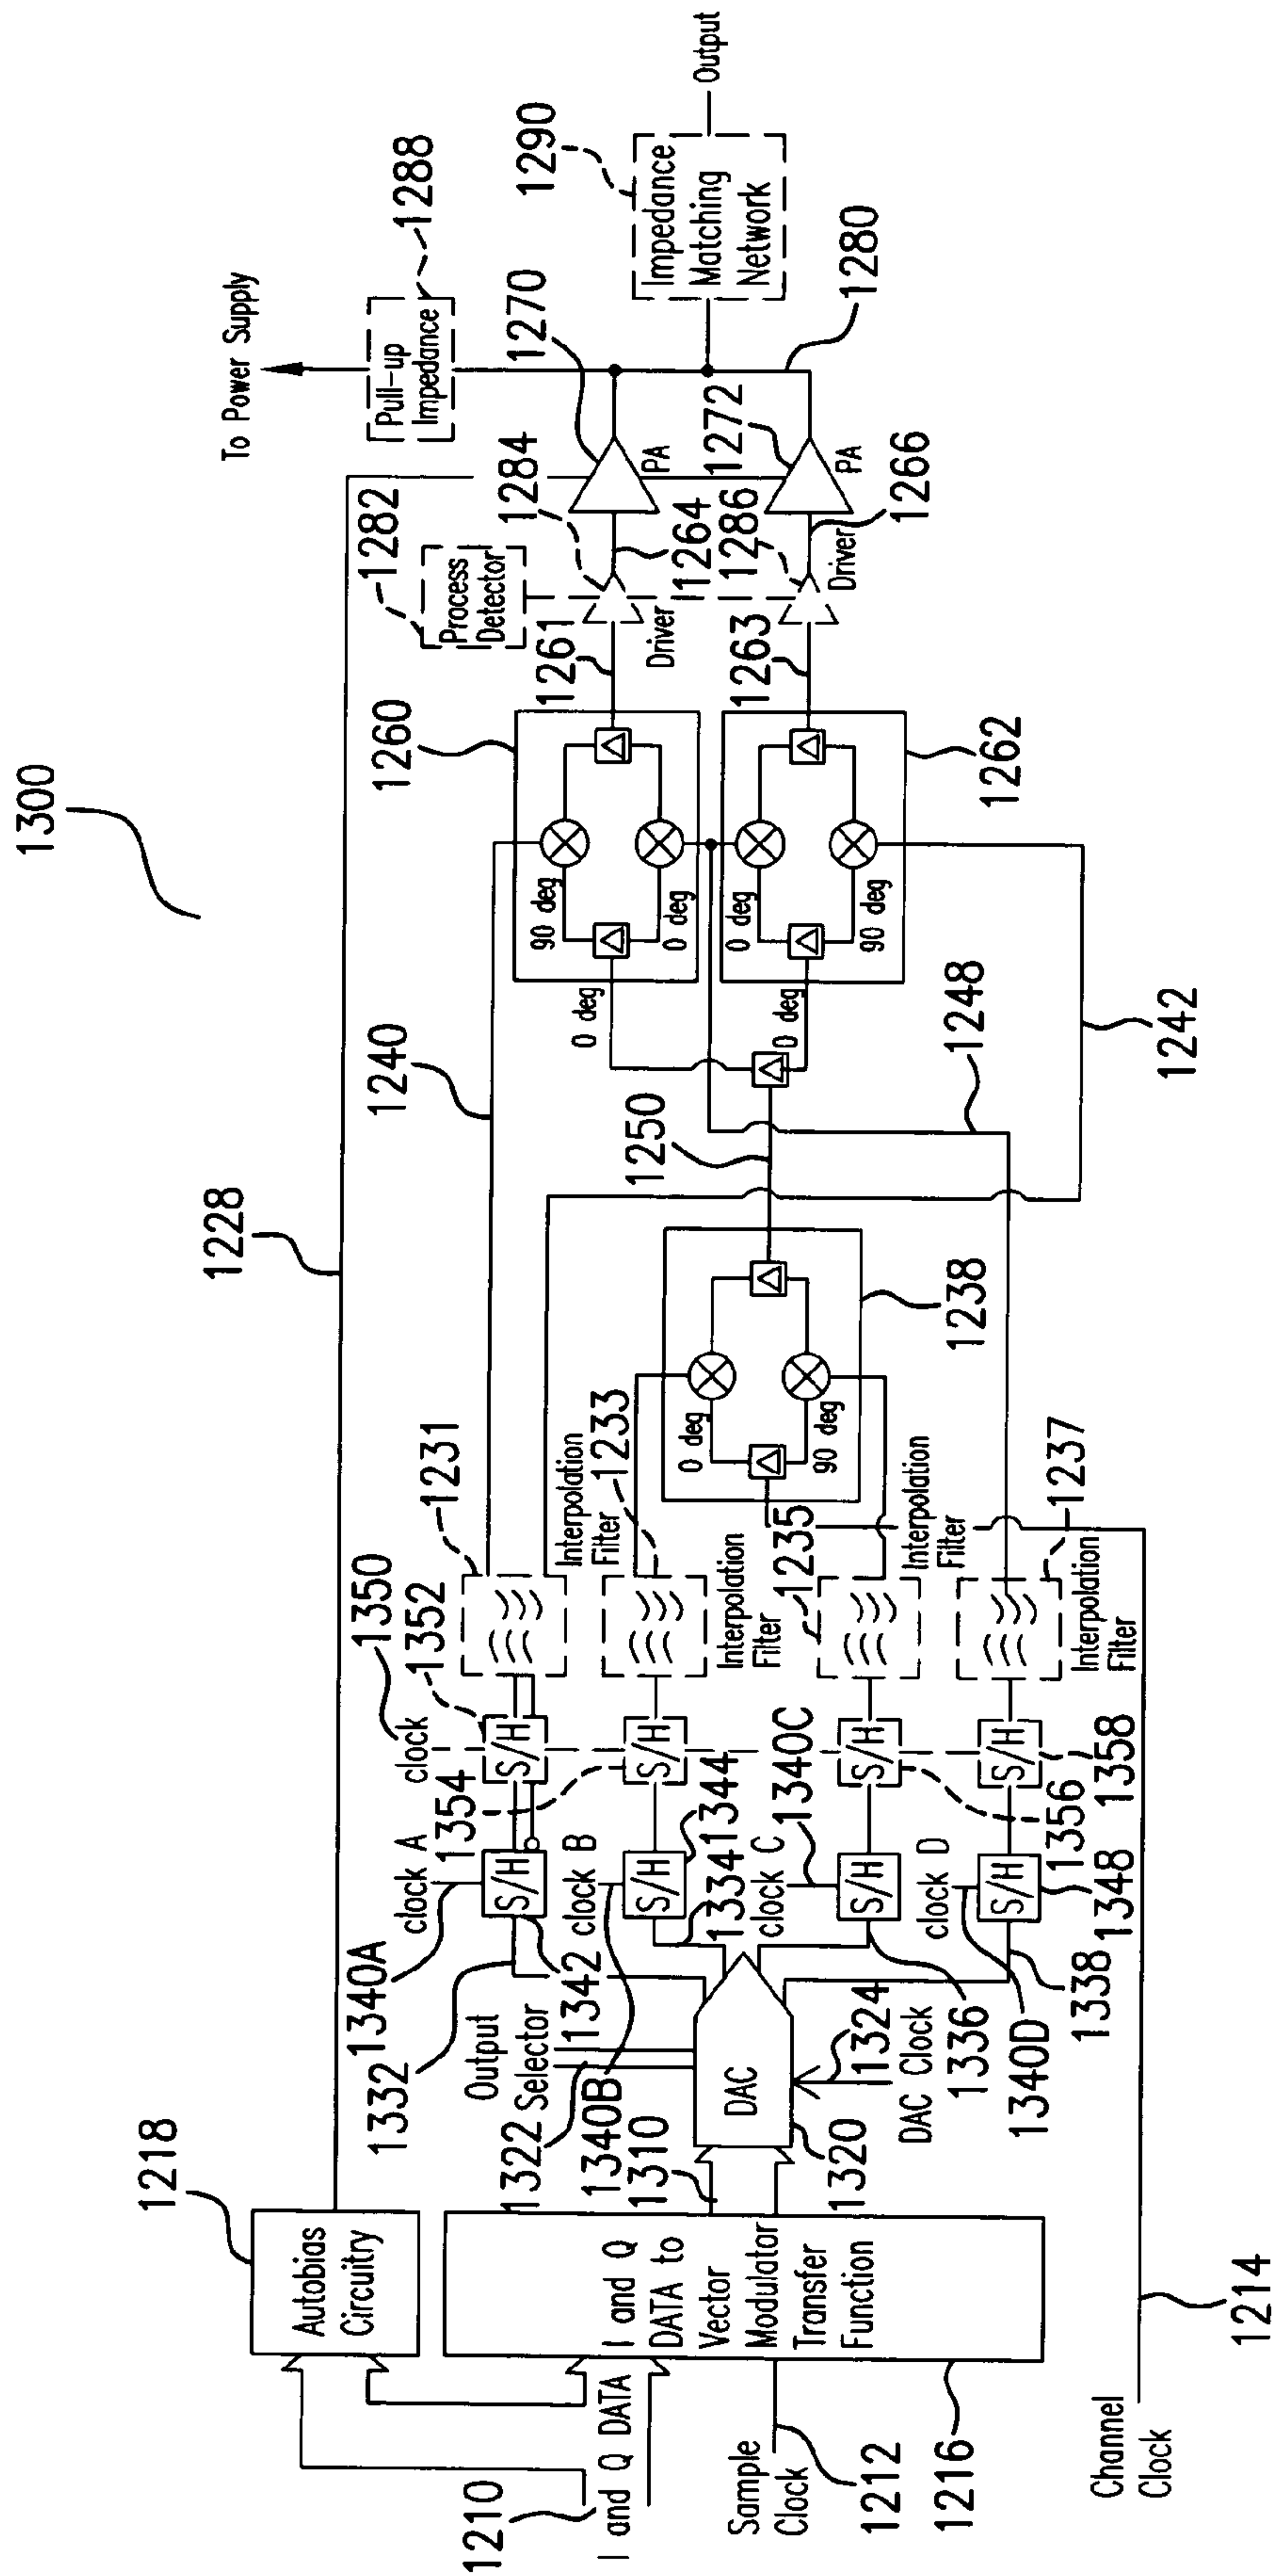 1300
1228
1218
Autobias
Circuitry
1210
I and Q DATA
I and Q
DATA to
Vector
Modulator
Transfer
Function
Sample
Clock
1212
1216
Channel
Clock
1214
1310
1322
Output
Selector
DAC
1320
1324
DAC Clock
1332
1334
1336
1338
1340A
clock A
1340B
clock B
1340C
clock C
1340D
clock D
S/H
S/H
S/H
S/H
1342
1344
1348
1350
clock
1352
1354
1356
1358
S/H
S/H
S/H
S/H
1231
Interpolation
Filter
1233
Interpolation
Filter
1235
Interpolation
Filter
1237
Interpolation
Filter
0 deg
90 deg
1238
1240
1250
1248
1242
0 deg
0 deg
90 deg
0 deg
1260
0 deg
90 deg
1262
1261
1263
1282
Process
Detector
Driver
1284
1264
Driver
1286
1266
PA
1270
PA
1272
1280
To Power Supply
Pull-up
Impedance
1288
1290
Impedance
Matching
Network
Output